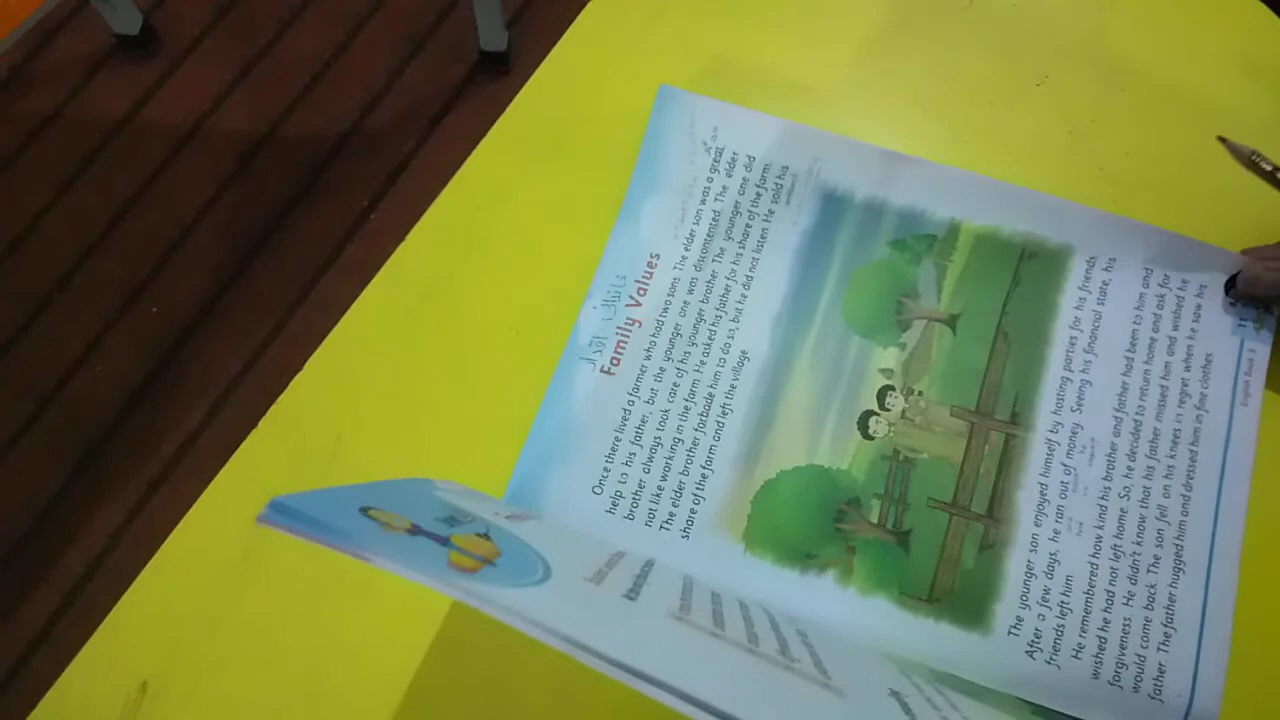 خاندانی اقدار
Family Values
Once there lived a farmer who had two sons. The elder son was a great
help to his father, but the younger one was discontented. The elder
brother always took care of his younger brother. The younger one did
not like working in the farm. He asked his father for his share of the farm.
The elder brother forbade him to do so, but he did not listen. He sold his
share of the farm and left the village.
The younger son enjoyed himself by hosting parties for his friends.
After a few days, he ran out of money. Seeing his financial state, his
friends left him.
He remembered how kind his brother and father had been to him and
wished he had not left home. So, he decided to return home and ask for
forgiveness. He didn't know that his father missed him and wished he
would come back. The son fell on his knees in regret when he saw his
father. The father hugged him and dressed him in fine clothes.
English Book 3